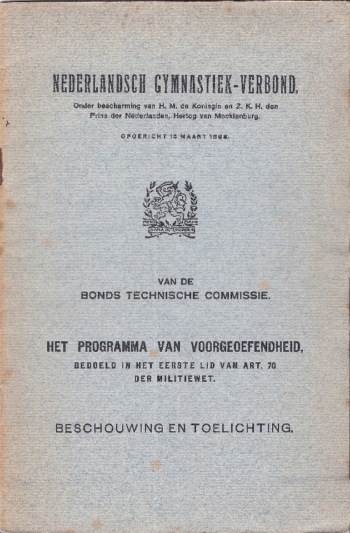 NEDERLANDSCH GYMNASTIEK-VERBOND.
Onder bescherming van H. M. de Koningin en Z. K. H. den
Prins der Nederlanden, Hertog van Mecklenburg.
OPGERICHT 15 MAART 1868.
VAN DE
BONDS TECHNISCHE COMMISSIE.
HET PROGRAMMA VAN VOORGEOEFENDHEID,
BEDOELD IN HET EERSTE LID VAN ART. 70
DER MILITIEWET.
BESCHOUWING EN TOELICHTING.